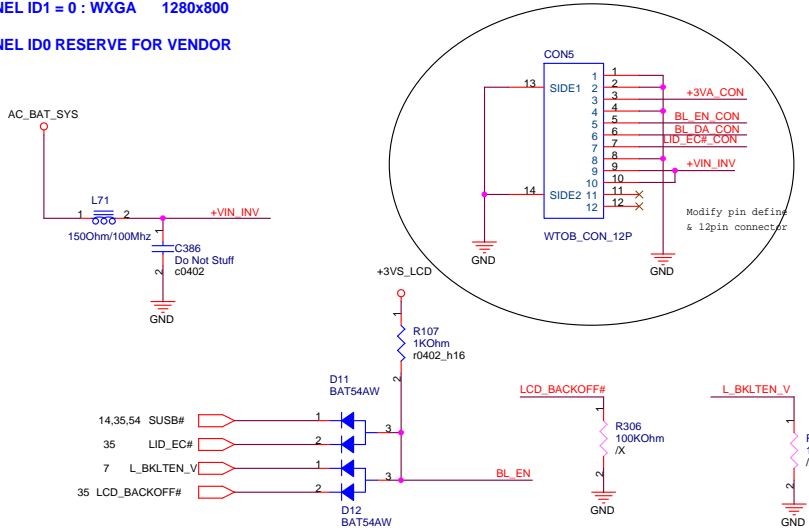 NEL ID1 = 0 : WXGA 1280x800
NEL ID0 RESERVE FOR VENDOR
AC_BAT_SYS
L71
1 2
+VIN_INV
150Ohm/100Mhz
1
C386
Do Not Stuff
c0402
2
GND
CON5
13 SIDE1
14 SIDE2
1 1
2 2
3 3 +3VA_CON
4 4
5 5 BL_EN_CON
6 6 BL_DA_CON
7 7 LID_EC#_CON
8 8
9 9 +VIN_INV
10 10
11 11
12 12
WTOB_CON_12P
Modify pin define
& 12pin connector
GND
GND
+3VS_LCD
1
R107
1KOhm
r0402_h16
2
D11
BAT54AW
14,35,54 SUSB# 1
3
35 LID_EC# 2
7 L_BKLTEN_V 1
3
BL_EN
35 LCD_BACKOFF# 2
D12
BAT54AW
LCD_BACKOFF#
1
R306
100KOhm
/X
2
GND
L_BKLTEN_V
1
R
1
/
2
GND